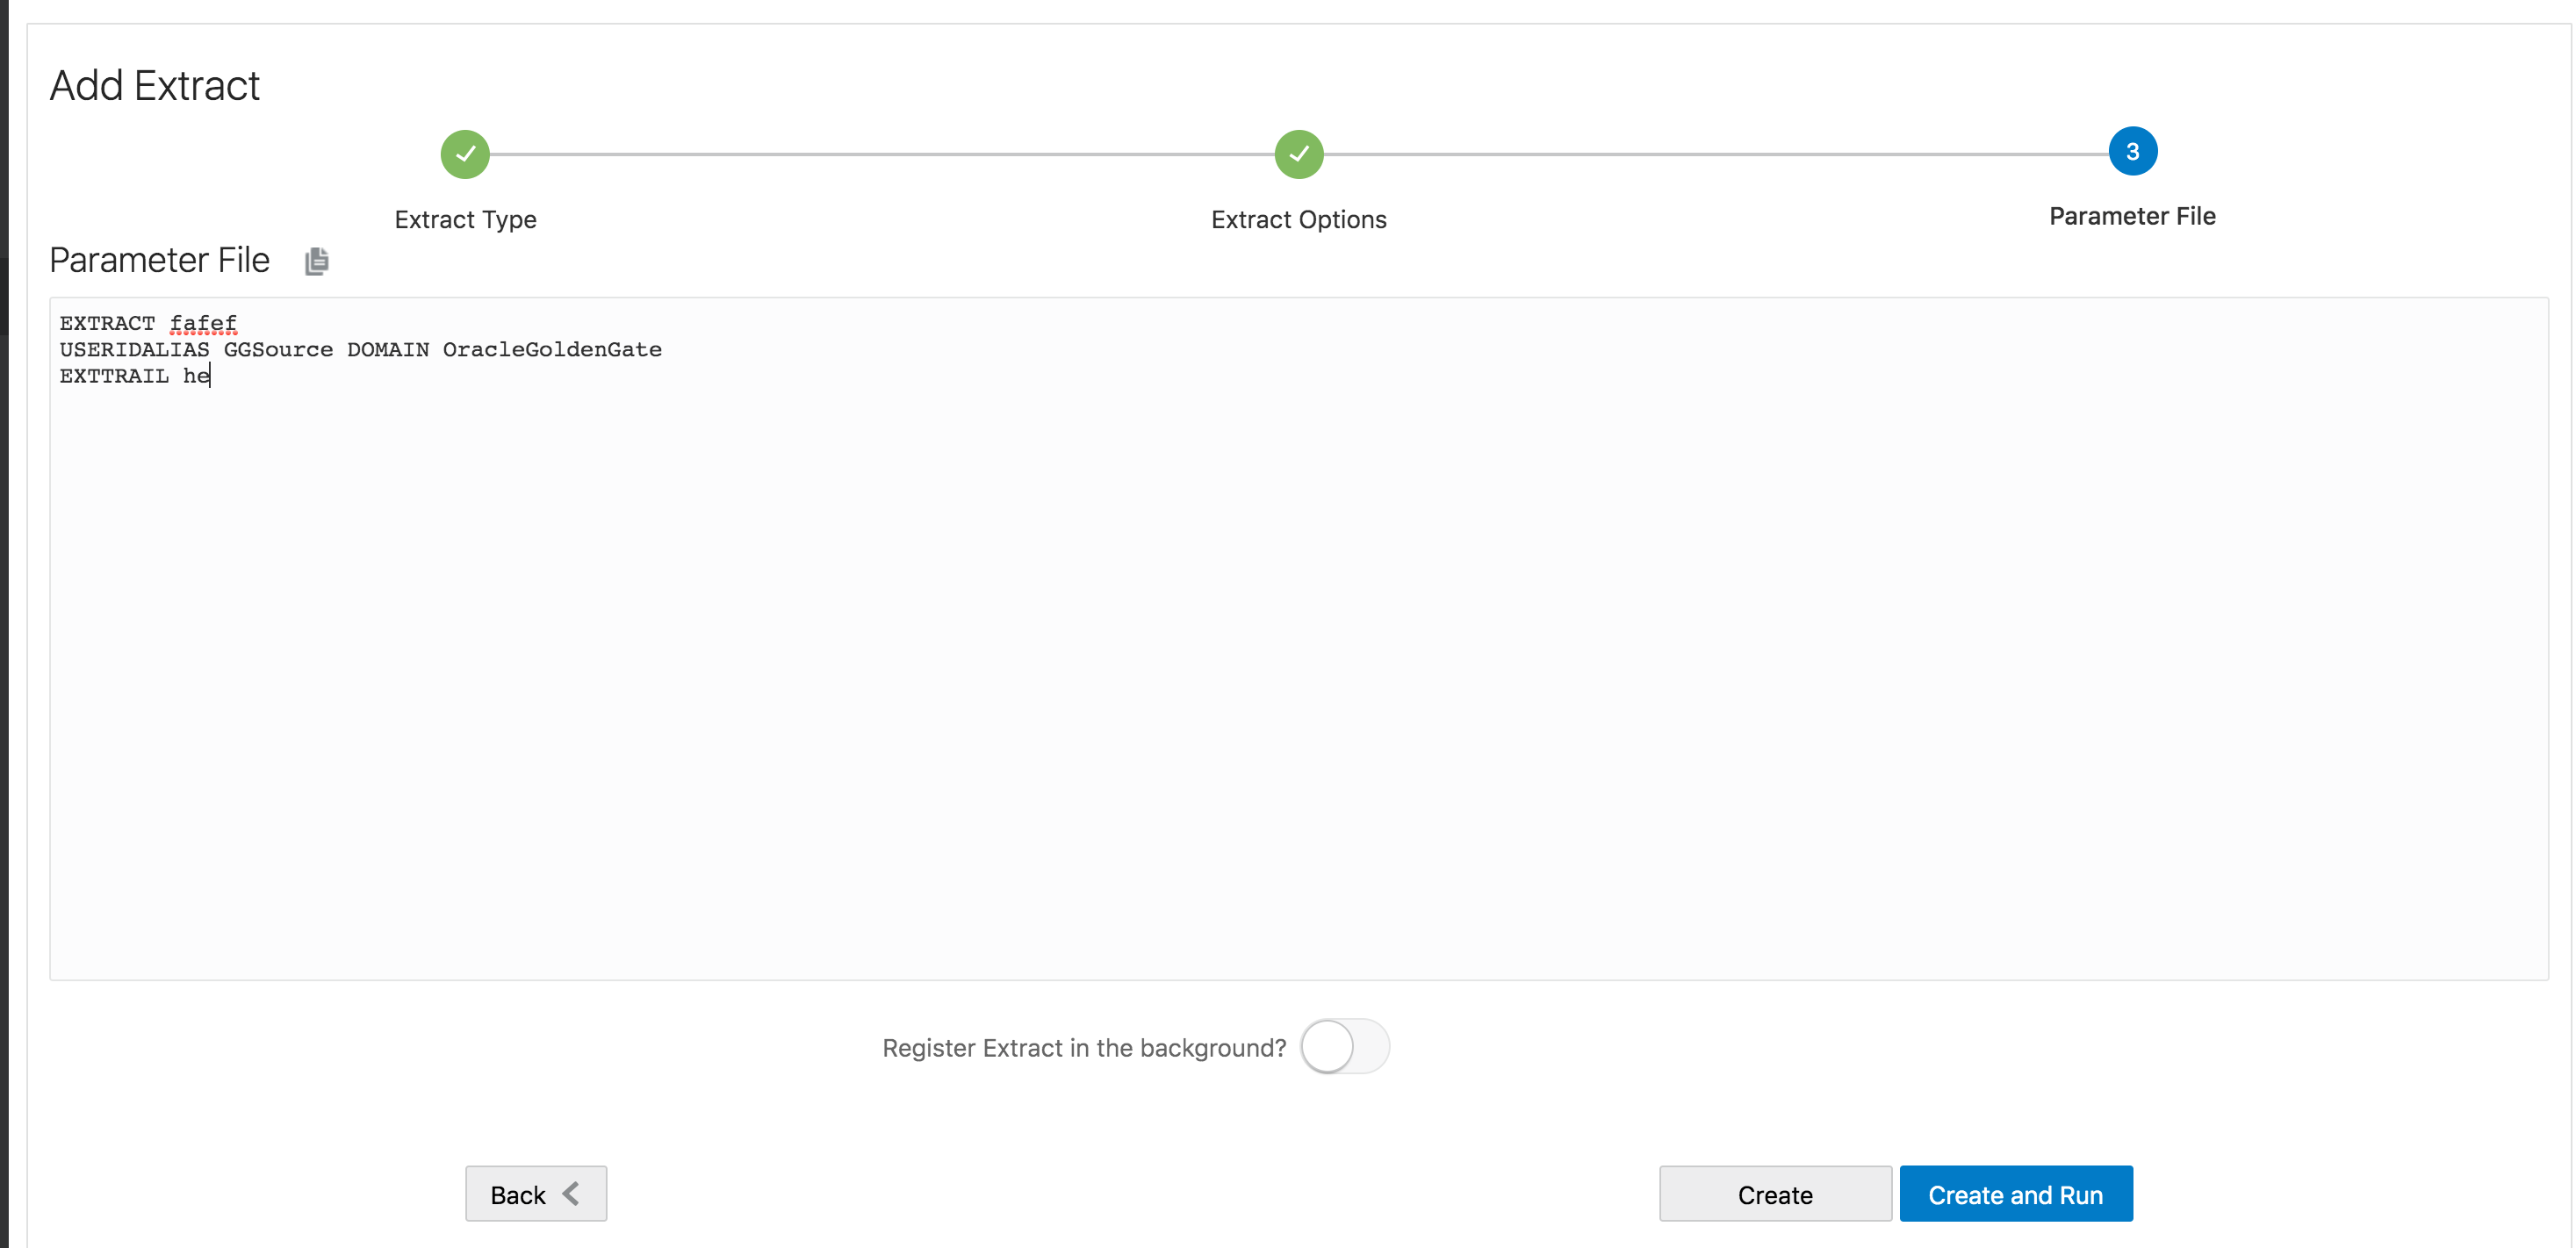 Add Extract
3
Extract Type
Extract Options
Parameter File
Parameter File
EXTRACT fafef
USERIDALIAS GGSource DOMAIN OracleGoldenGate
EXTTRAIL he
Register Extract in the background?
Back
Create
Create and Run